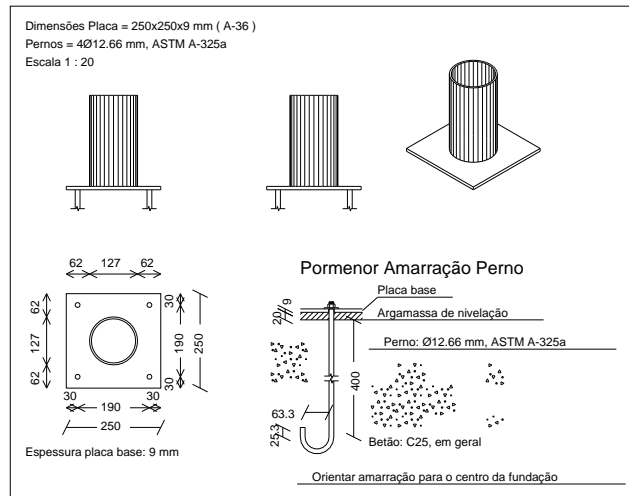 Dimensões Placa = 250x250x9 mm ( A-36 )
Pernos = 4Ø12.66 mm, ASTM A-325a
Escala 1 : 20
62 127 62
62
127
62
30
190
30
250
30 190 30
250
Espessura placa base: 9 mm
Pormenor Amarração Perno
20 9
Placa base
Argamassa de nivelação
Perno: Ø12.66 mm, ASTM A-325a
400
63.3
25.3
Betão: C25, em geral
Orientar amarração para o centro da fundação